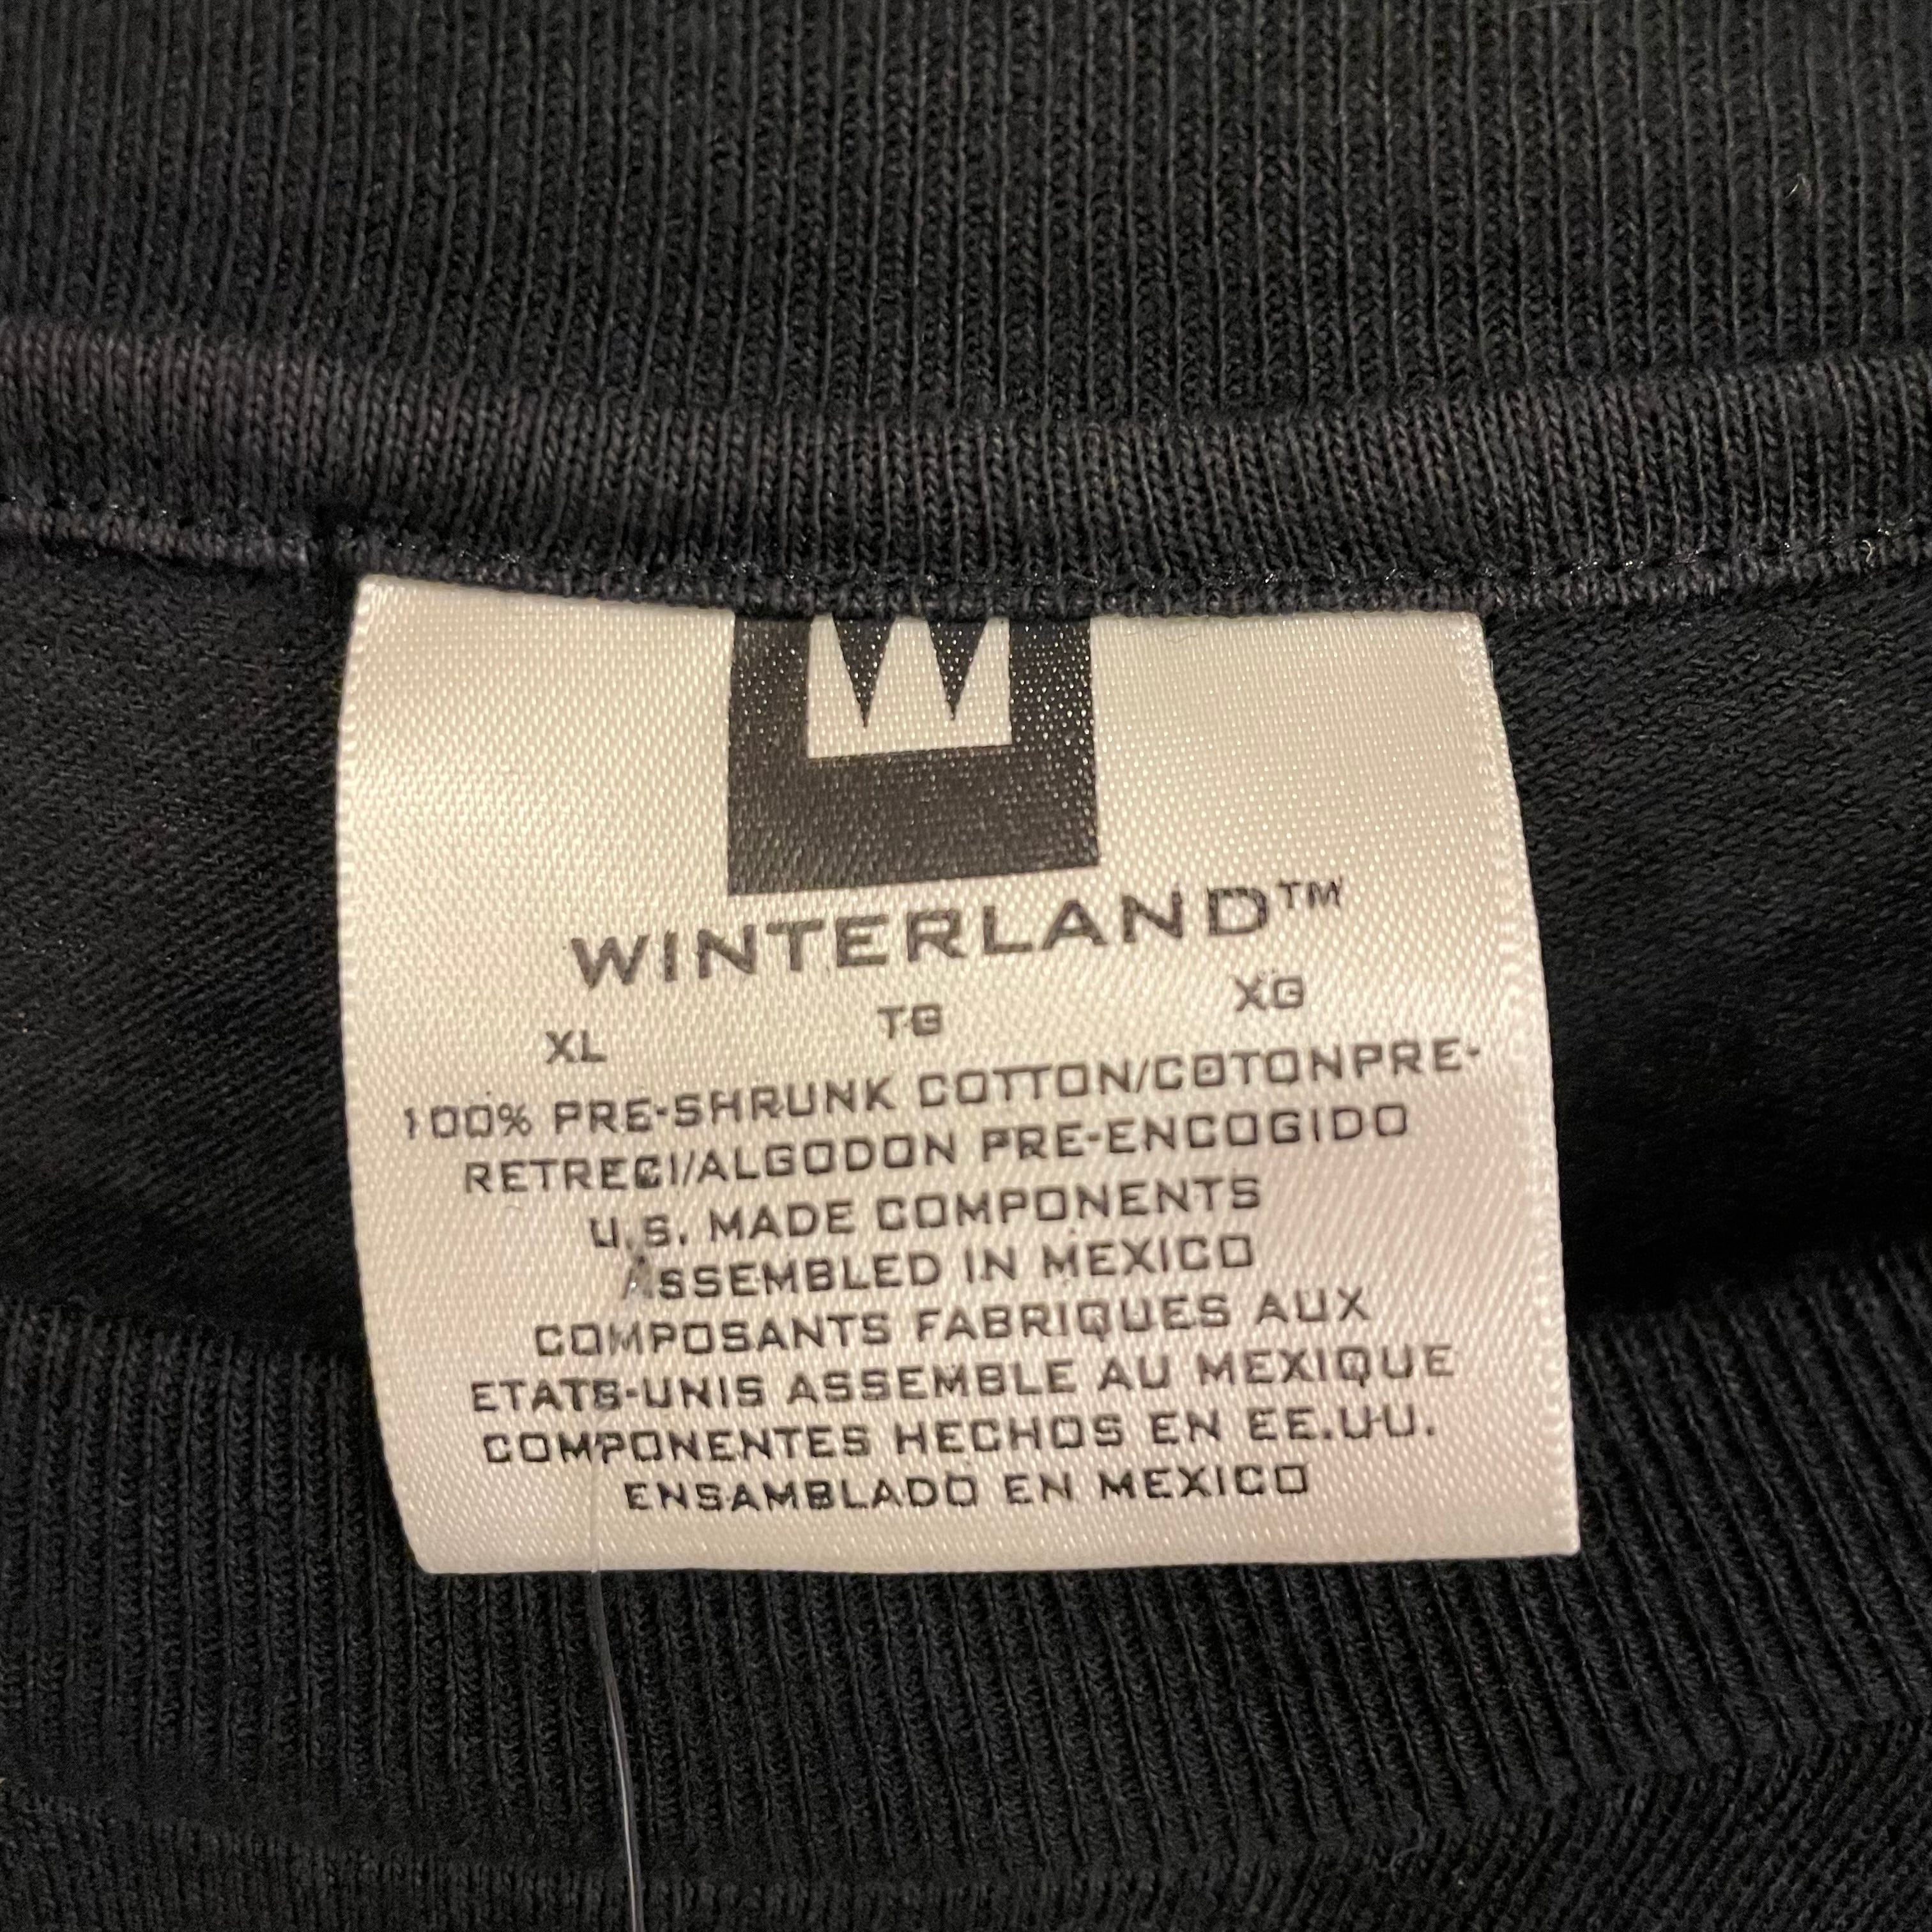 W
WINTERLAND™
XL TG XG
100% PRE-SHRUNK COTTON/COTONPRE-
RETRECI/ALGODON PRE-ENCOGIDO
U.S. MADE COMPONENTS
ASSEMBLED IN MEXICO
COMPOSANTS FABRIQUES AUX
ETATS-UNIS ASSEMBLE AU MEXIQUE
COMPONENTES HECHOS EN EE.UU.
ENSAMBLADO EN MEXICO